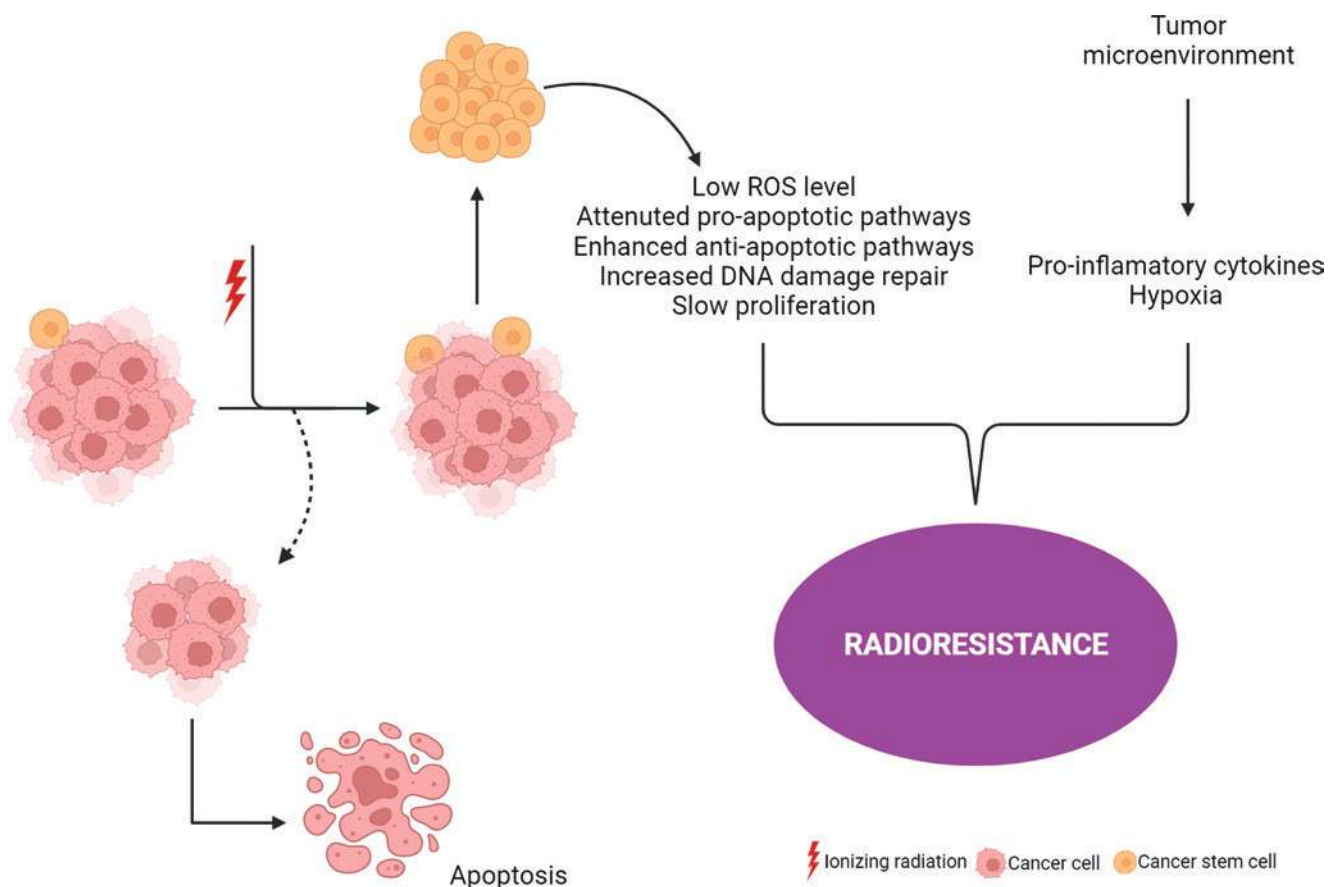 Tumor
microenvironment
Low ROS level
Attenuted pro-apoptotic pathways
Enhanced anti-apoptotic pathways
Increased DNA damage repair
Slow proliferation
Pro-inflamatory cytokines
Hypoxia
RADIORESISTANCE
Apoptosis
Ionizing radiation
Cancer cell
Cancer stem cell